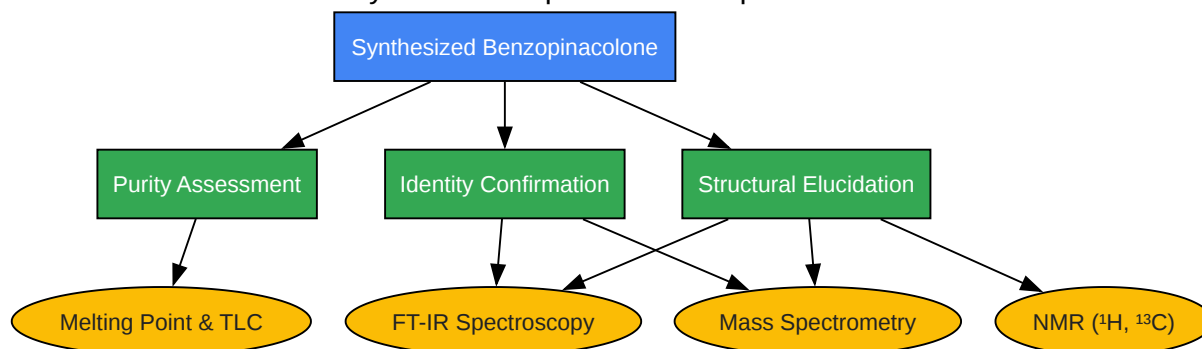 Synthesized Benzopinacolone
Purity Assessment
Identity Confirmation
Structural Elucidation
Melting Point & TLC
FT-IR Spectroscopy
Mass Spectrometry
NMR (¹H, ¹³C)